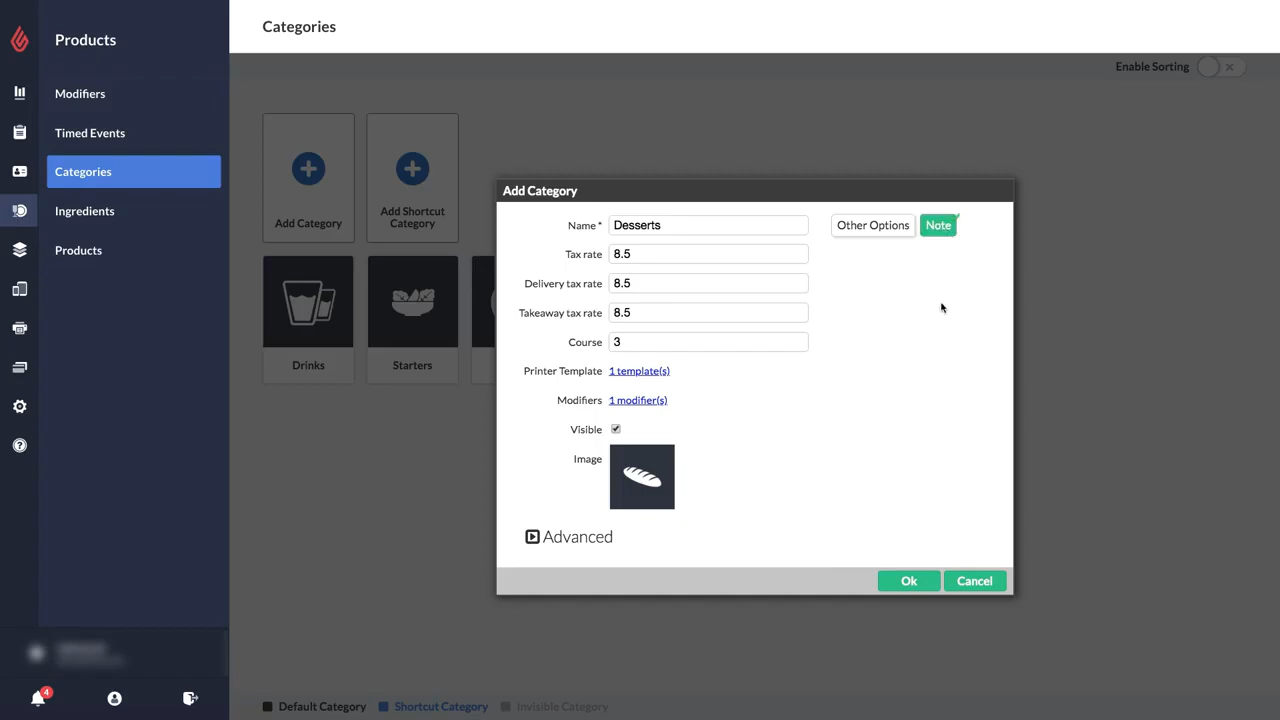 Products
Modifiers
Timed Events
Categories
Ingredients
Products
4
Categories
Enable Sorting
Add Category
Add Shortcut
Category
Drinks
Starters
Add Category
Name *
Desserts
Other Options
Note
Tax rate
8.5
Delivery tax rate
8.5
Takeaway tax rate
8.5
Course
3
Printer Template
1 template(s)
Modifiers
1 modifier(s)
Visible
Image
Advanced
Ok
Cancel
Default Category
Shortcut Category
Invisible Category